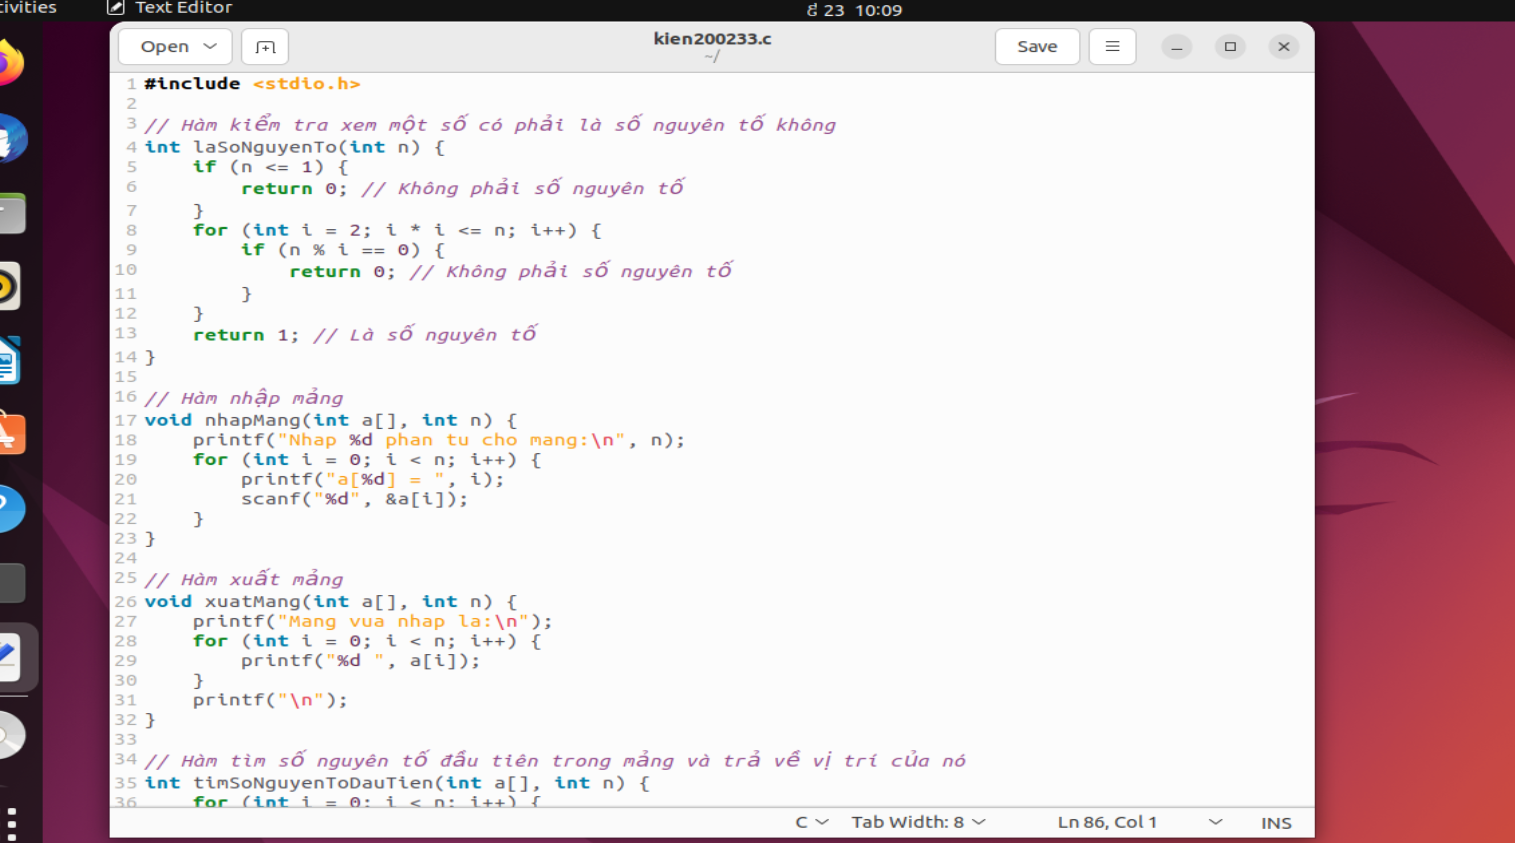 Text Editor
23 10:09
Open
kien200233.c
~/
Save
1 #include <stdio.h>
2
3 // Hàm kiểm tra xem một số có phải là số nguyên tố không
4 int laSoNguyenTo(int n) {
5     if (n <= 1) {
6         return 0; // Không phải số nguyên tố
7     }
8     for (int i = 2; i * i <= n; i++) {
9         if (n % i == 0) {
10             return 0; // Không phải số nguyên tố
11         }
12     }
13     return 1; // Là số nguyên tố
14 }
15
16 // Hàm nhập mảng
17 void nhapMang(int a[], int n) {
18     printf("Nhap %d phan tu cho mang:\n", n);
19     for (int i = 0; i < n; i++) {
20         printf("a[%d] = ", i);
21         scanf("%d", &a[i]);
22     }
23 }
24
25 // Hàm xuất mảng
26 void xuatMang(int a[], int n) {
27     printf("Mang vua nhap la:\n");
28     for (int i = 0; i < n; i++) {
29         printf("%d ", a[i]);
30     }
31     printf("\n");
32 }
33
34 // Hàm tìm số nguyên tố đầu tiên trong mảng và trả về vị trí của nó
35 int timSoNguyenToDauTien(int a[], int n) {
36     for (int i = 0; i < n; i++) {
C Tab Width: 8 Ln 86, Col 1 INS